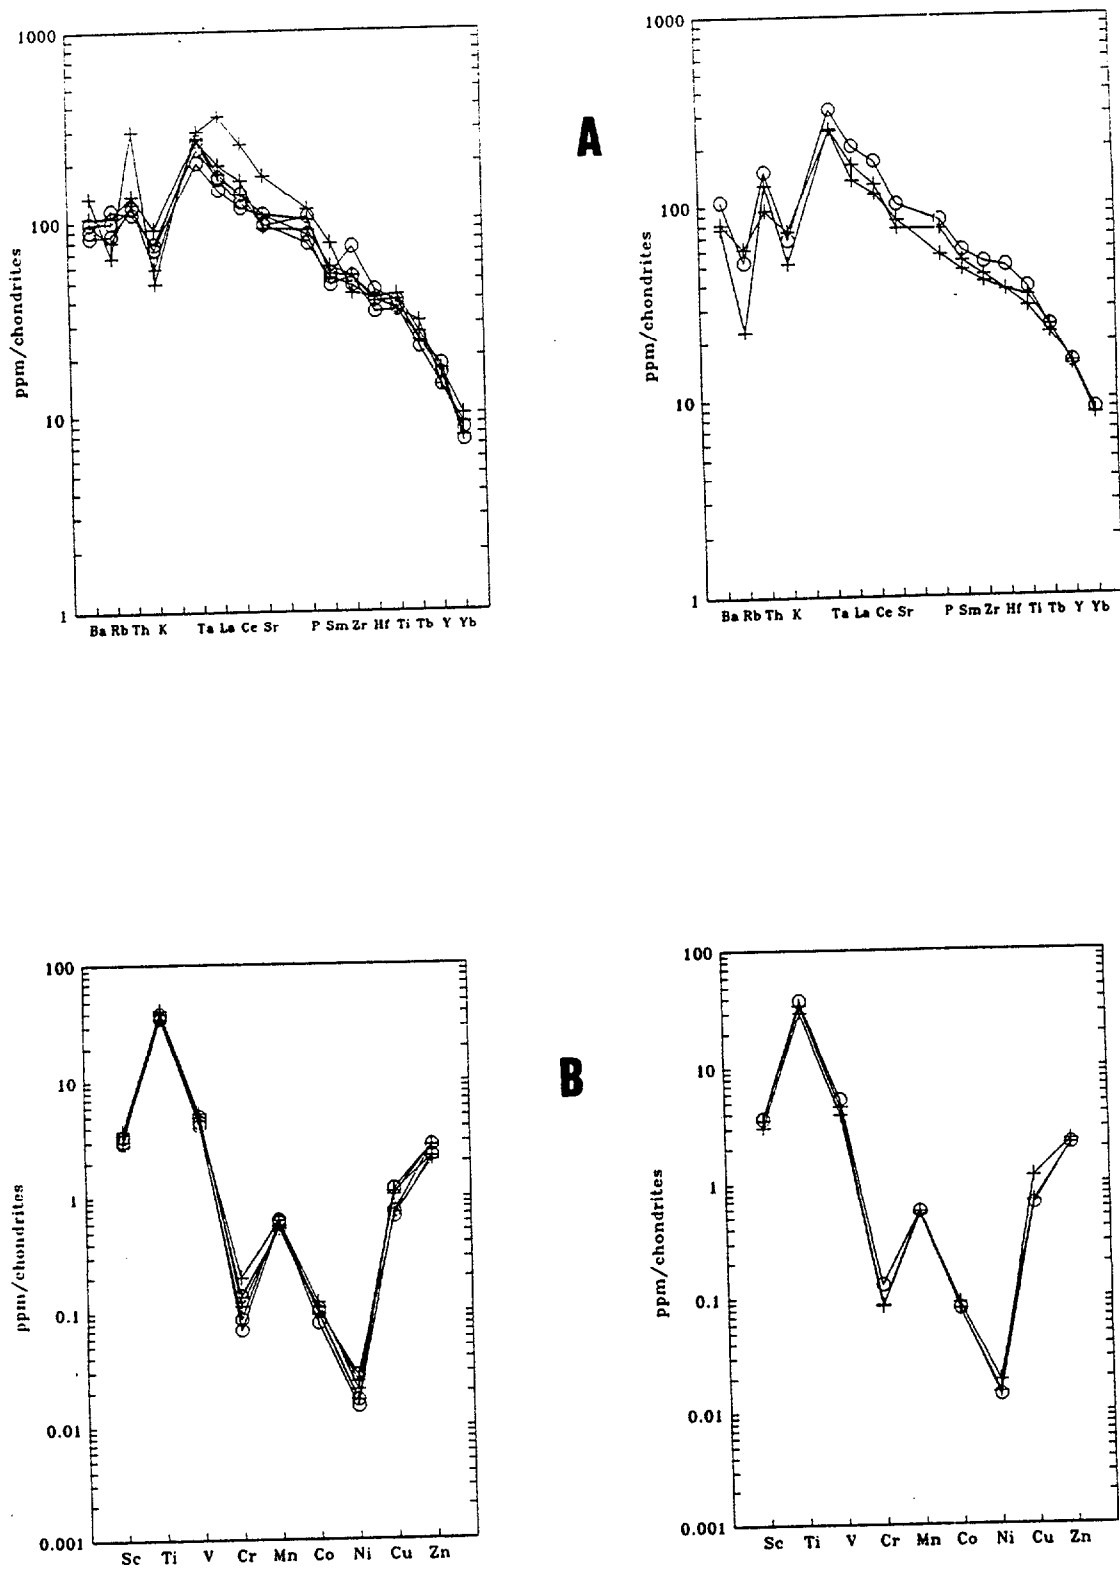 1000
100
10
1
ppm/chondrites
Ba Rb Th K Ta La Ce Sr P Sm Zr Hf Ti Tb Y Yb
A
1000
100
10
1
ppm/chondrites
Ba Rb Th K Ta La Ce Sr P Sm Zr Hf Ti Tb Y Yb
100
10
1
0.1
0.01
0.001
ppm/chondrites
Sc Ti V Cr Mn Co Ni Cu Zn
B
100
10
1
0.1
0.01
0.001
ppm/chondrites
Sc Ti V Cr Mn Co Ni Cu Zn